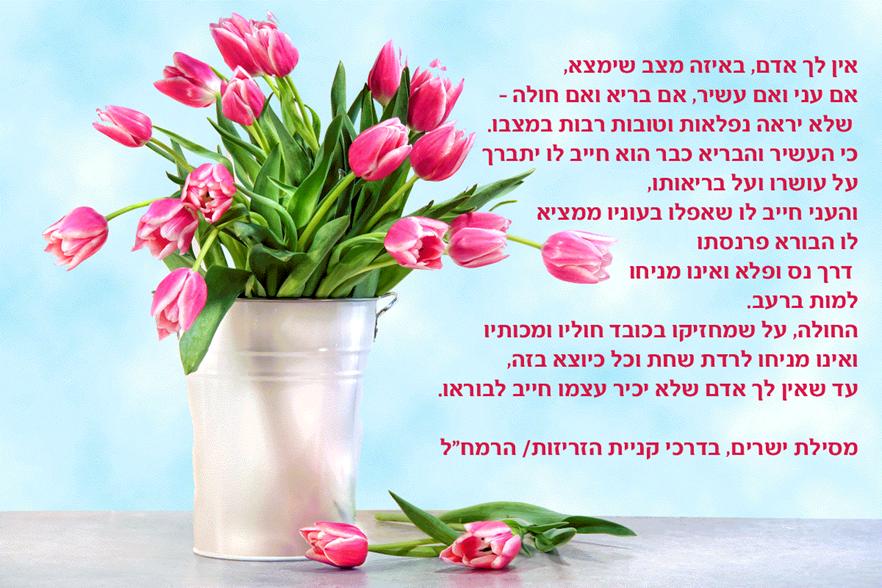 אין לך אדם, באיזה מצב שימצא,
אם עני ואם עשיר, אם בריא ואם חולה -
שלא יראה נפלאות וטובות רבות במצבו.
כי העשיר והבריא כבר הוא חייב לו יתברך
על עושרו ועל בריאותו,
והעני חייב לו שאפלו בעוניו ממציא
לו הבורא פרנסתו
דרך נס ופלא ואינו מניחו
למות ברעב.
החולה, על שמחזיקו בכובד חוליו ומכותיו
ואינו מניחו לרדת שחת וכל כיוצא בזה,
עד שאין לך אדם שלא יכיר עצמו חייב לבוראו.
מסילת ישרים, בדרכי קניית הזריזות/ הרמח"ל